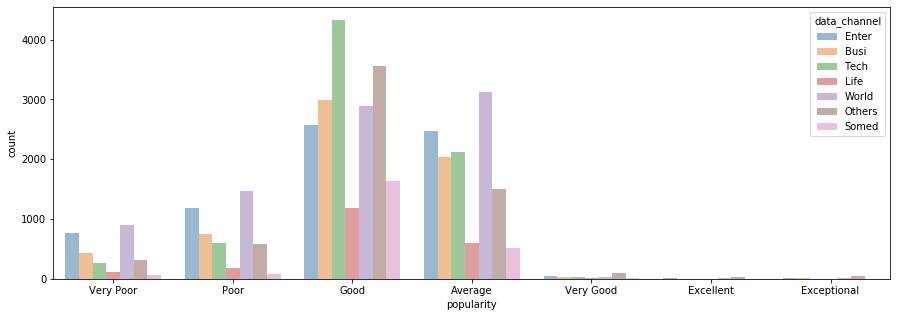 data_channel
Enter
Busi
Tech
Life
World
Others
Somed
4000
3000
2000
1000
0
count
Very Poor
Poor
Good
Average
Very Good
Excellent
Exceptional
popularity